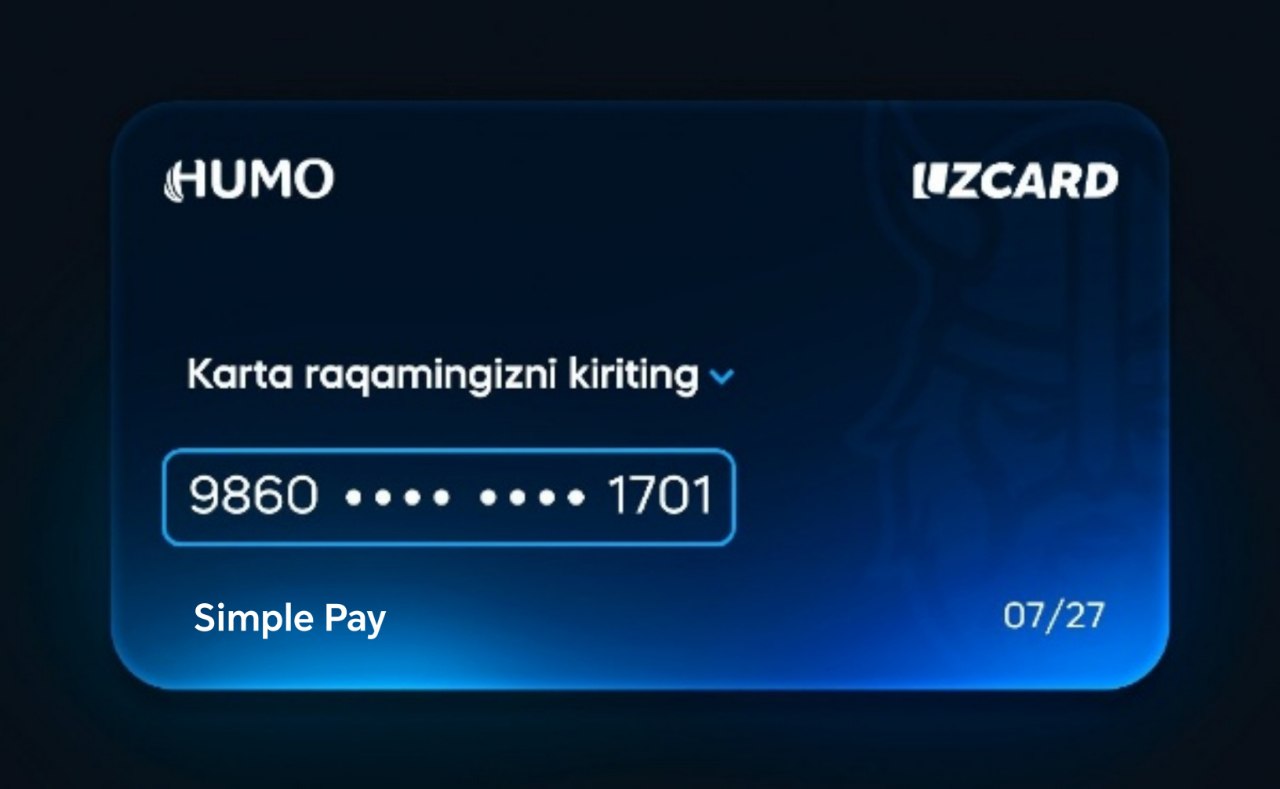 HUMO
UZCARD
Karta raqamingizni kiriting
9860 •••• •••• 1701
Simple Pay
07/27